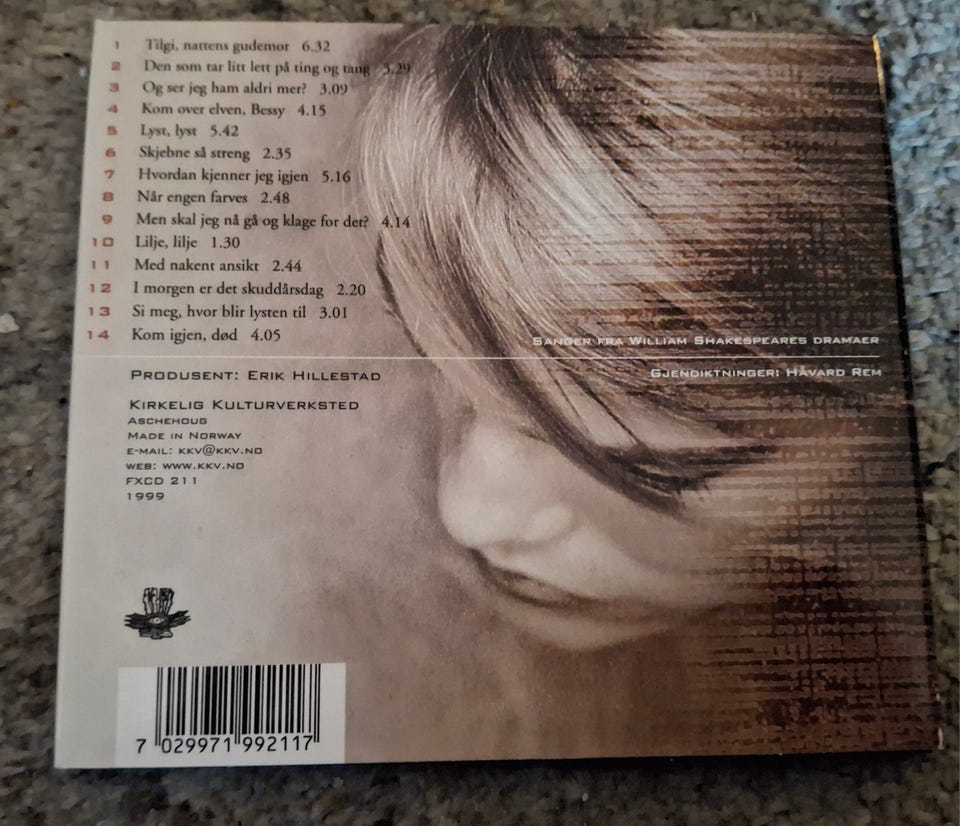 1 Tilgi, nattens gudemor 6.32
2 Den som tar litt lett på ting og tang 3.29
3 Og ser jeg ham aldri mer? 3.09
4 Kom over elven, Bessy 4.15
5 Lyst, lyst 5.42
6 Skjebne så streng 2.35
7 Hvordan kjenner jeg igjen 5.16
8 Når engen farves 2.48
9 Men skal jeg nå gå og klage for det? 4.14
10 Lilje, lilje 1.30
11 Med nakent ansikt 2.44
12 I morgen er det skuddårsdag 2.20
13 Si meg, hvor blir lysten til 3.01
14 Kom igjen, død 4.05
Sanger fra William Shakespeares dramaer
Gjendiktninger: Håvard Rem
Produsent: Erik Hillestad
Kirkelig Kulturverksted
Aschehoug
Made in Norway
e-mail: kkv@kkv.no
web: www.kkv.no
FXCD 211
1999
7 029971 992117